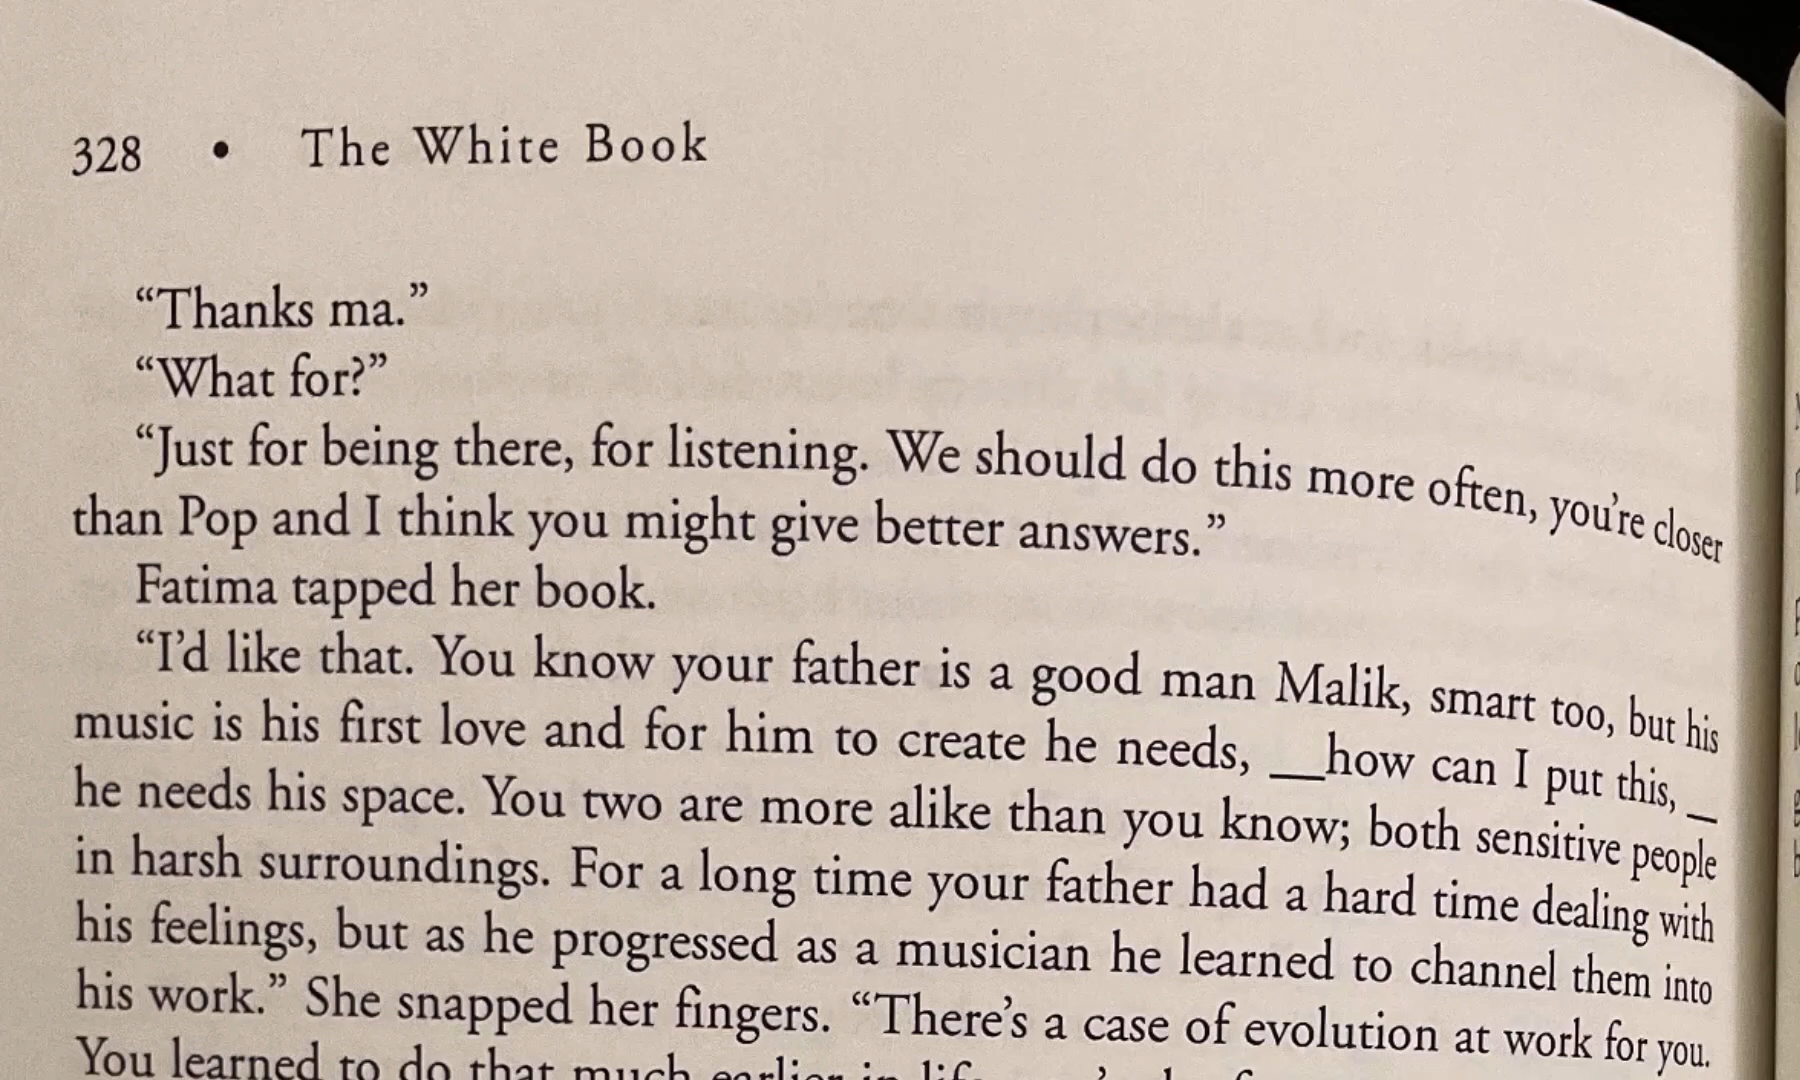 328 • The White Book
“Thanks ma.”
“What for?”
“Just for being there, for listening. We should do this more often, you’re closer
than Pop and I think you might give better answers.”
Fatima tapped her book.
“I’d like that. You know your father is a good man Malik, smart too, but his
music is his first love and for him to create he needs, __how can I put this, _
he needs his space. You two are more alike than you know; both sensitive people
in harsh surroundings. For a long time your father had a hard time dealing with
his feelings, but as he progressed as a musician he learned to channel them into
his work.” She snapped her fingers. “There’s a case of evolution at work for you.
You learned to do that much earlier in life